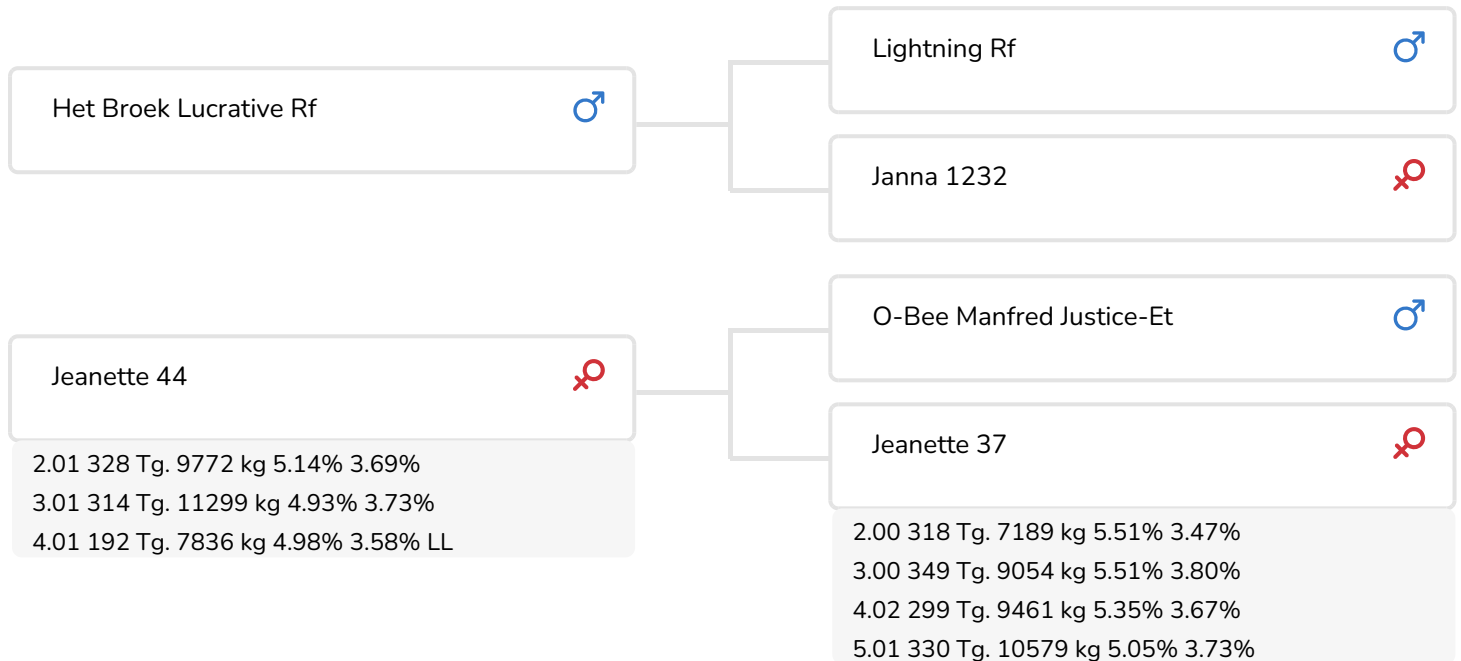 Het Broek Lucrative Rf
Lightning Rf
Janna 1232
Jeanette 44
2.01 328 Tg. 9772 kg 5.14% 3.69%
3.01 314 Tg. 11299 kg 4.93% 3.73%
4.01 192 Tg. 7836 kg 4.98% 3.58% LL
O-Bee Manfred Justice-Et
Jeanette 37
2.00 318 Tg. 7189 kg 5.51% 3.47%
3.00 349 Tg. 9054 kg 5.51% 3.80%
4.02 299 Tg. 9461 kg 5.35% 3.67%
5.01 330 Tg. 10579 kg 5.05% 3.73%